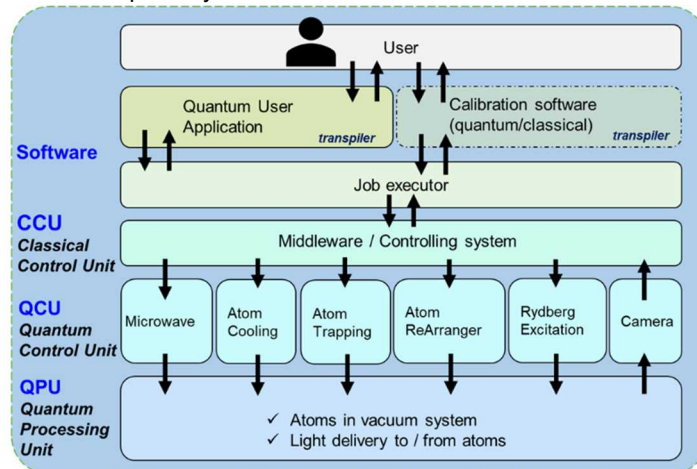 User
Quantum User
Application
transpiler
Calibration software
(quantum/classical)
transpiler
Software
Job executor
CCU
Classical
Control Unit
Middleware / Controlling system
QCU
Quantum
Control Unit
Microwave
Atom
Cooling
Atom
Trapping
Atom
ReArranger
Rydberg
Excitation
Camera
QPU
Quantum
Processing
Unit
✓ Atoms in vacuum system
✓ Light delivery to / from atoms